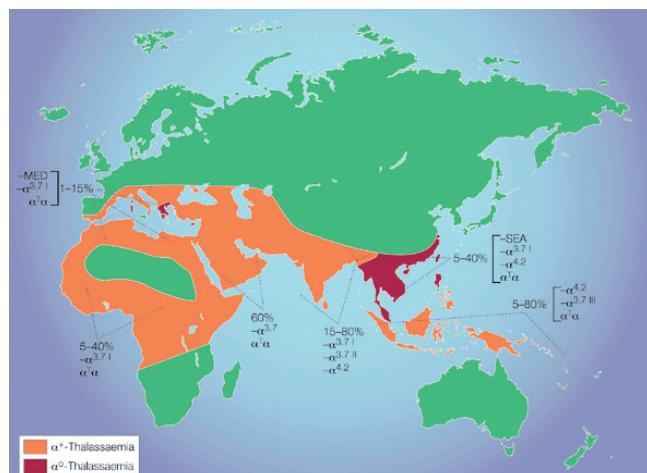 –MED
–α³·⁷ ᴵ
αᵀα
1–15%
5–40%
–α³·⁷ ᴵ
αᵀα
60%
–α³·⁷
αᵀα
15–80%
–α³·⁷ ᴵ
–α³·⁷ ᴵᴵ
–α⁴·²
5–40%
–SEA
–α³·⁷ ᴵ
–α⁴·²
αᵀα
5–80%
–α⁴·²
–α³·⁷ ᴵᴵᴵ
αᵀα
α⁺-Thalassaemia
α⁰-Thalassaemia